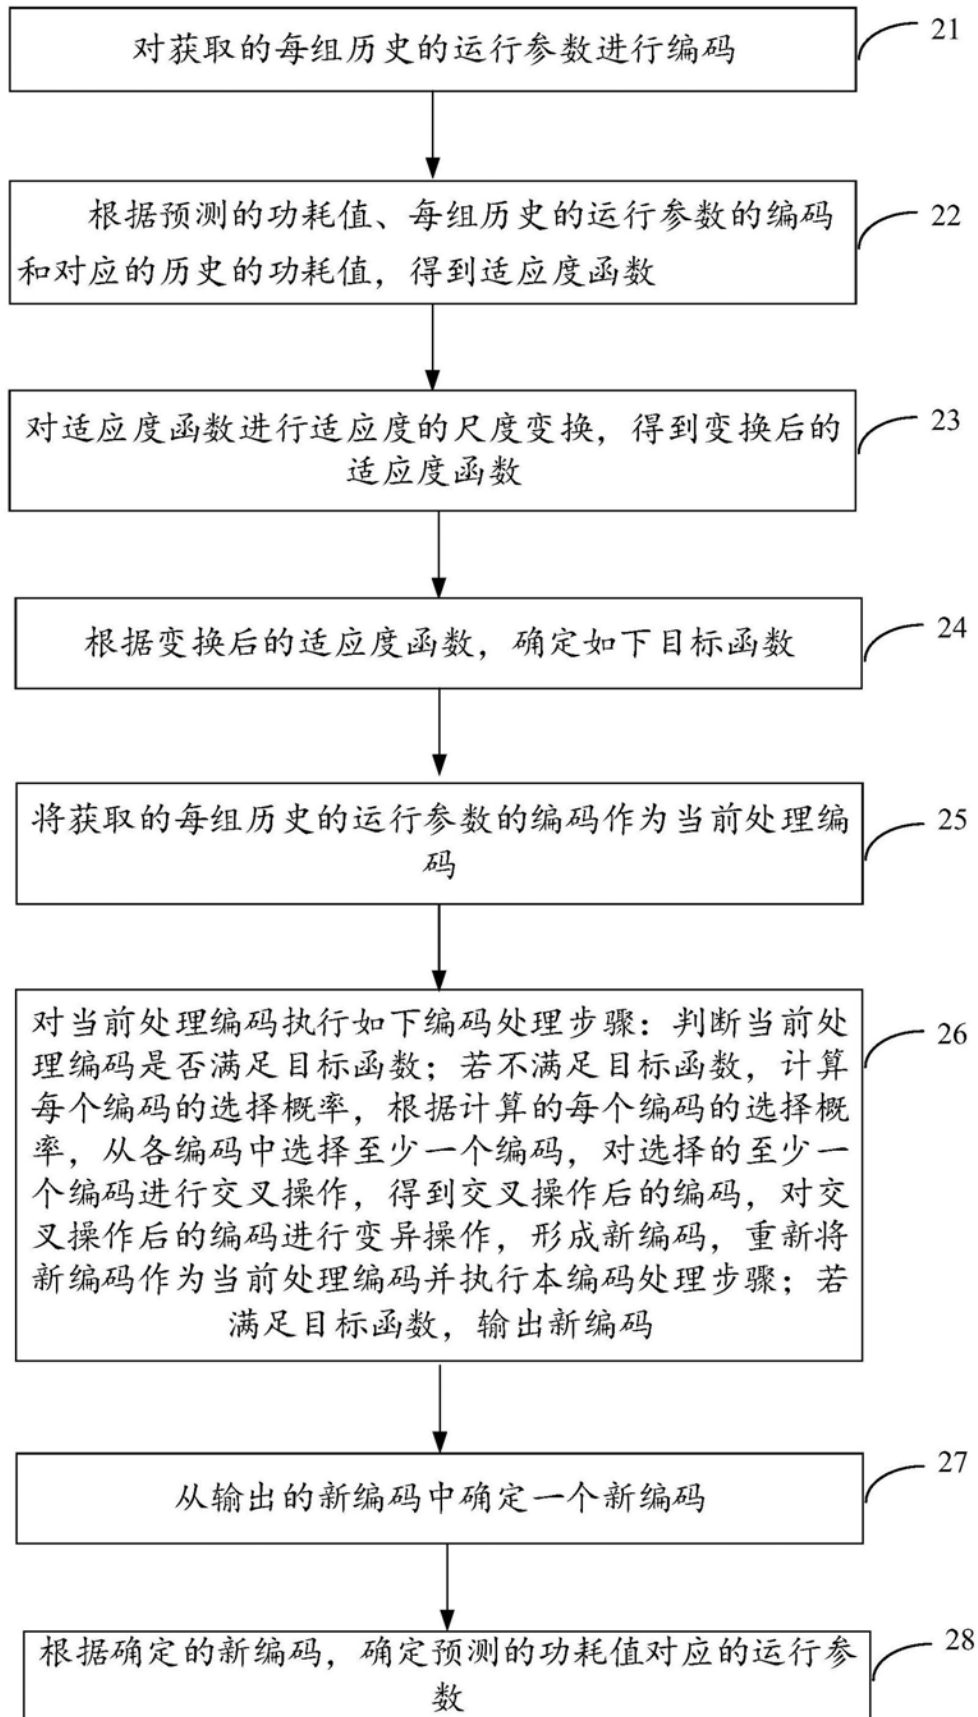 对获取的每组历史的运行参数进行编码
21
根据预测的功耗值、每组历史的运行参数的编码
和对应的历史的功耗值，得到适应度函数
22
对适应度函数进行适应度的尺度变换，得到变换后的
适应度函数
23
根据变换后的适应度函数，确定如下目标函数
24
将获取的每组历史的运行参数的编码作为当前处理编
码
25
对当前处理编码执行如下编码处理步骤：判断当前处
理编码是否满足目标函数；若不满足目标函数，计算
每个编码的选择概率，根据计算的每个编码的选择概
率，从各编码中选择至少一个编码，对选择的至少一
个编码进行交叉操作，得到交叉操作后的编码，对交
叉操作后的编码进行变异操作，形成新编码，重新将
新编码作为当前处理编码并执行本编码处理步骤；若
满足目标函数，输出新编码
26
从输出的新编码中确定一个新编码
27
根据确定的新编码，确定预测的功耗值对应的运行参
数
28